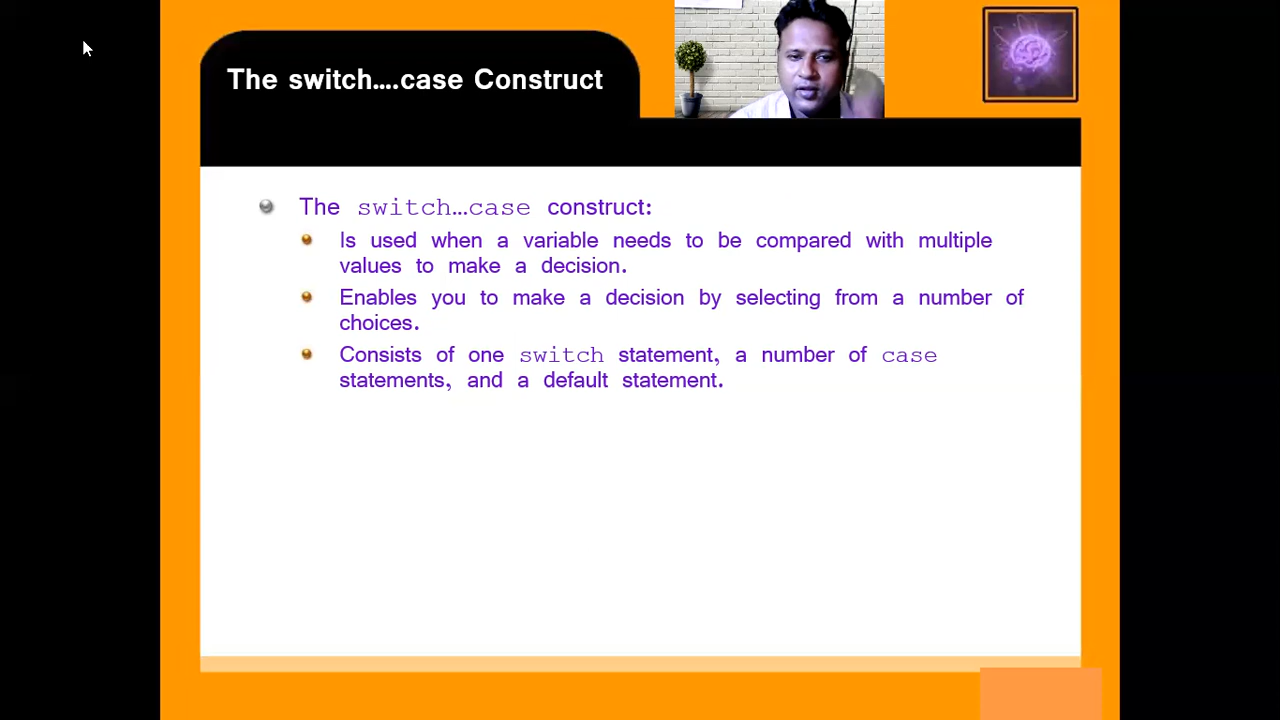 The switch….case Construct
The switch…case construct:
Is used when a variable needs to be compared with multiple
values to make a decision.
Enables you to make a decision by selecting from a number of
choices.
Consists of one switch statement, a number of case
statements, and a default statement.